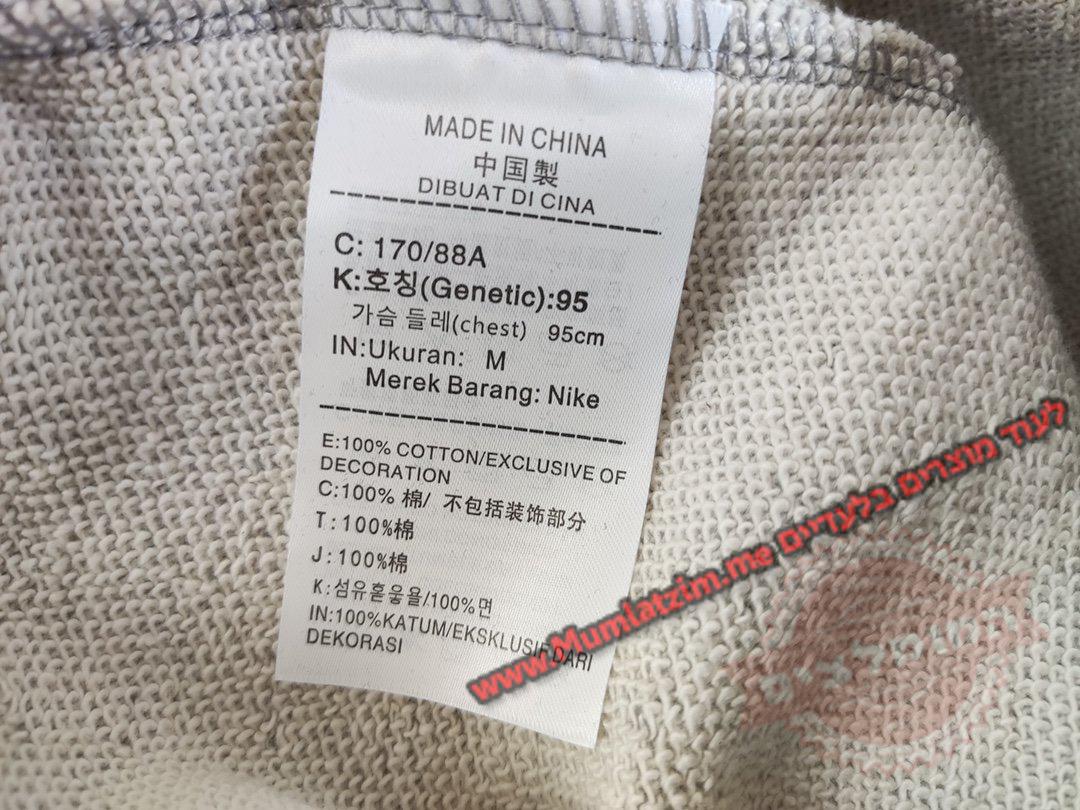 MADE IN CHINA
中国製
DIBUAT DI CINA
C: 170/88A
K:호칭(Genetic):95
가슴 들레(chest) 95cm
IN:Ukuran: M
Merek Barang: Nike
E:100% COTTON/EXCLUSIVE OF
DECORATION
C:100% 棉/ 不包括装饰部分
T:100%棉
J:100%棉
K:섬유혼웅욜/100%면
IN:100%KATUM/EKSKLUSIF DARI
DEKORASI
לעוד מוצרים בלעדיים www.Mumlatzim.me
המומלצים